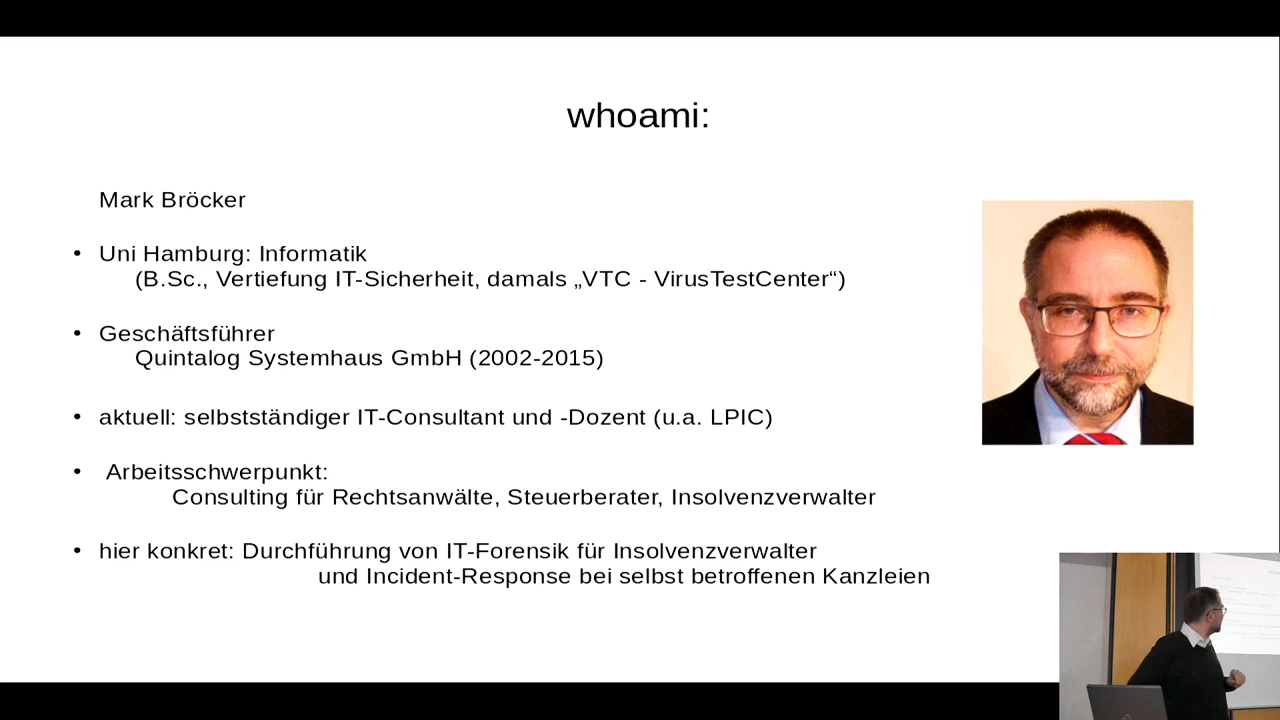 whoami:
Mark Bröcker
• Uni Hamburg: Informatik
(B.Sc., Vertiefung IT-Sicherheit, damals „VTC - VirusTestCenter“)
• Geschäftsführer
Quintalog Systemhaus GmbH (2002-2015)
• aktuell: selbstständiger IT-Consultant und -Dozent (u.a. LPIC)
• Arbeitsschwerpunkt:
Consulting für Rechtsanwälte, Steuerberater, Insolvenzverwalter
• hier konkret: Durchführung von IT-Forensik für Insolvenzverwalter
und Incident-Response bei selbst betroffenen Kanzleien